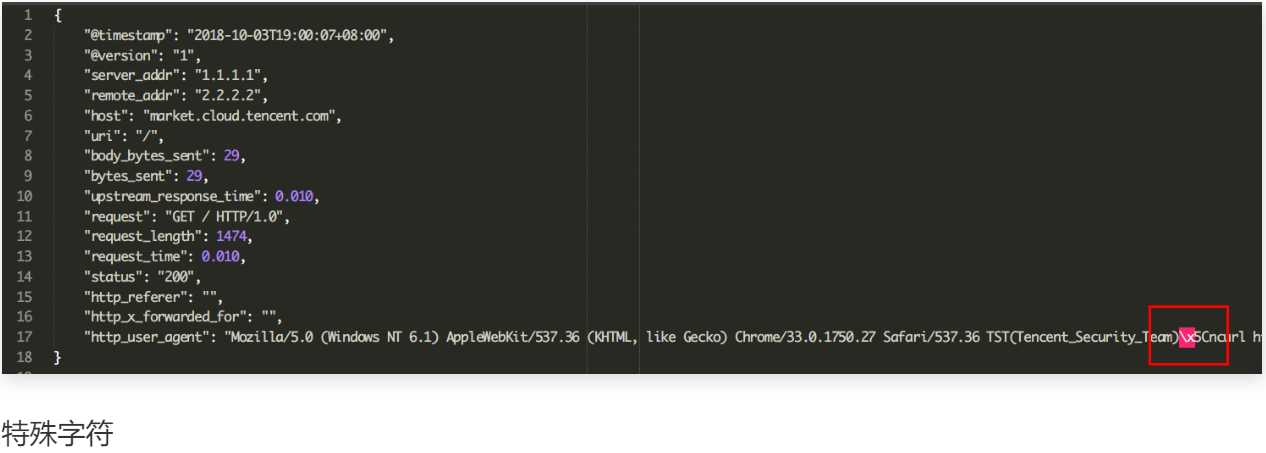 1 {
2 "@timestamp": "2018-10-03T19:00:07+08:00",
3 "@version": "1",
4 "server_addr": "1.1.1.1",
5 "remote_addr": "2.2.2.2",
6 "host": "market.cloud.tencent.com",
7 "uri": "/",
8 "body_bytes_sent": 29,
9 "bytes_sent": 29,
10 "upstream_response_time": 0.010,
11 "request": "GET / HTTP/1.0",
12 "request_length": 1474,
13 "request_time": 0.010,
14 "status": "200",
15 "http_referer": "",
16 "http_x_forwarded_for": "",
17 "http_user_agent": "Mozilla/5.0 (Windows NT 6.1) AppleWebKit/537.36 (KHTML, like Gecko) Chrome/33.0.1750.27 Safari/537.36 TST(Tencent_Security_Team)\x5Cncurl
18 }
特殊字符